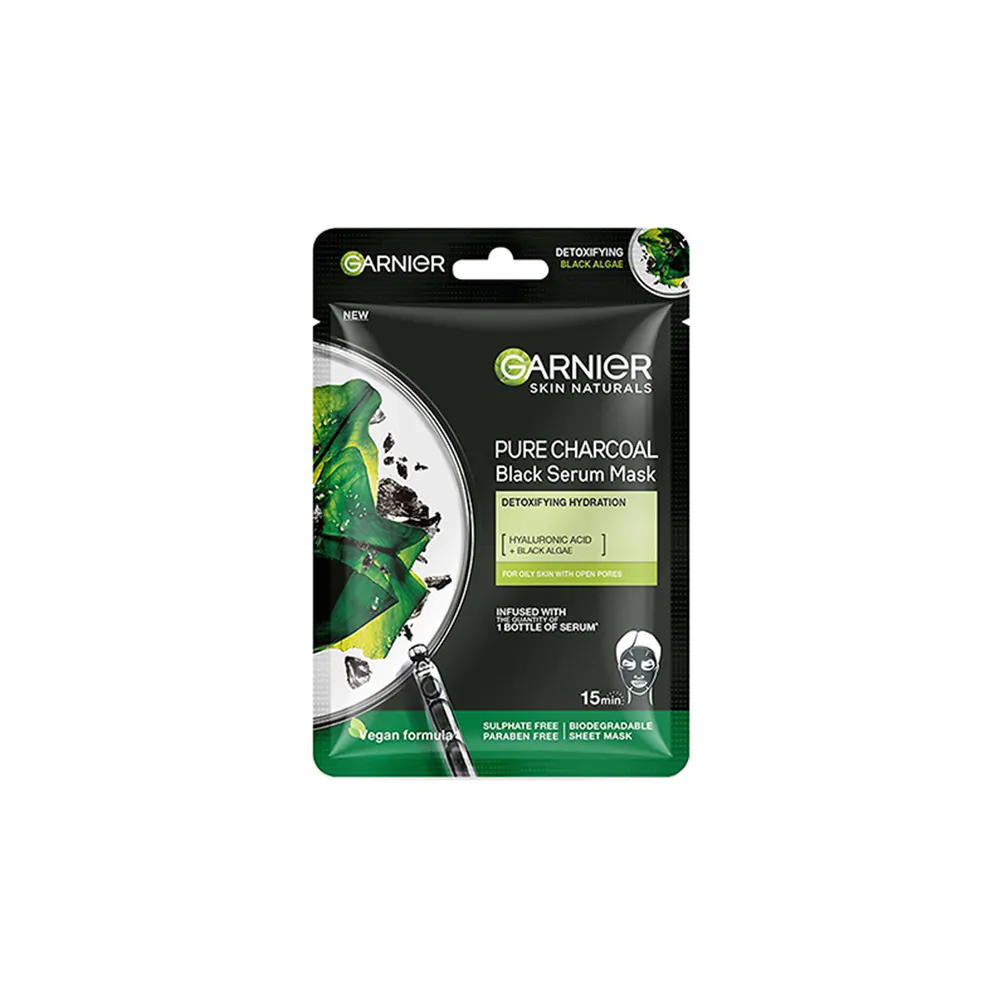 GARNIER
DETOXIFYING
BLACK ALGAE
NEW
GARNIER
SKIN NATURALS
PURE CHARCOAL
Black Serum Mask
DETOXIFYING HYDRATION
[ HYALURONIC ACID
+ BLACK ALGAE ]
FOR OILY SKIN WITH OPEN PORES
INFUSED WITH
THE QUANTITY OF
1 BOTTLE OF SERUM*
15min
Vegan formula*
SULPHATE FREE
PARABEN FREE
BIODEGRADABLE
SHEET MASK